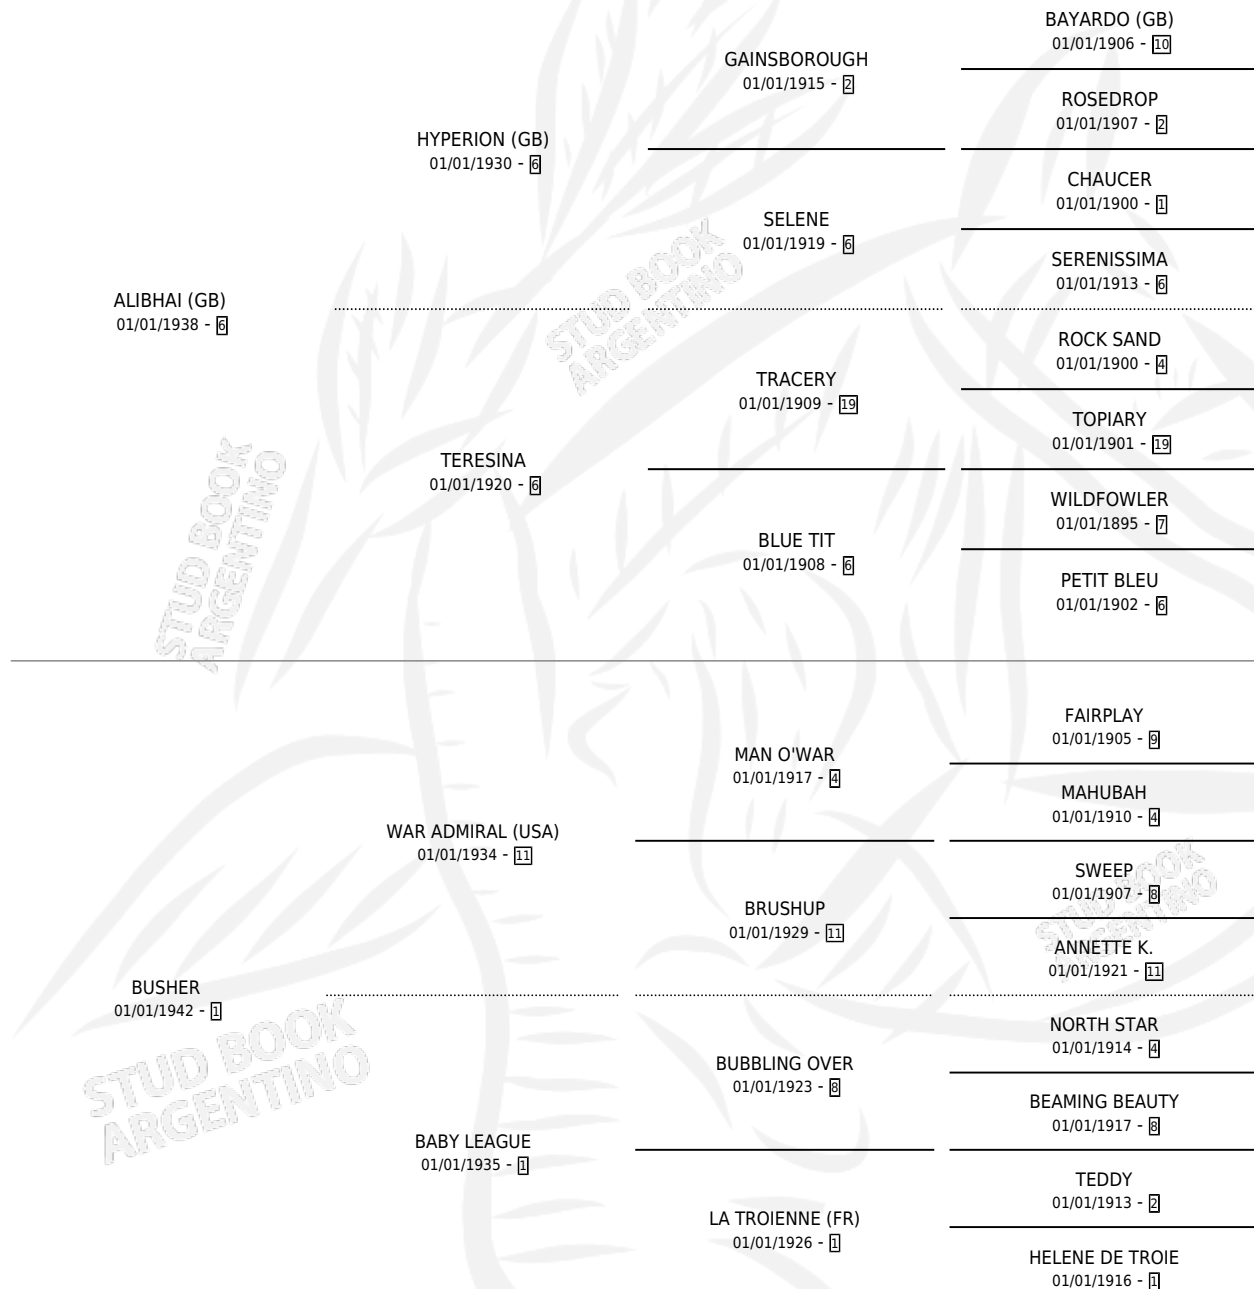 BAYARDO (GB)
01/01/1906 - 10
GAINSBOROUGH
01/01/1915 - 2
ROSEDROP
01/01/1907 - 2
HYPERION (GB)
01/01/1930 - 6
CHAUCER
01/01/1900 - 1
SELENE
01/01/1919 - 6
SERENISSIMA
01/01/1913 - 6
ALIBHAI (GB)
01/01/1938 - 6
ROCK SAND
01/01/1900 - 4
TRACERY
01/01/1909 - 19
TOPIARY
01/01/1901 - 19
TERESINA
01/01/1920 - 6
WILDFOWLER
01/01/1895 - 7
BLUE TIT
01/01/1908 - 6
PETIT BLEU
01/01/1902 - 6
FAIRPLAY
01/01/1905 - 9
MAN O'WAR
01/01/1917 - 4
MAHUBAH
01/01/1910 - 4
WAR ADMIRAL (USA)
01/01/1934 - 11
SWEEP
01/01/1907 - 8
BRUSHUP
01/01/1929 - 11
ANNETTE K.
01/01/1921 - 11
BUSHER
01/01/1942 - 1
NORTH STAR
01/01/1914 - 4
BUBBLING OVER
01/01/1923 - 8
BEAMING BEAUTY
01/01/1917 - 8
BABY LEAGUE
01/01/1935 - 1
TEDDY
01/01/1913 - 2
LA TROIENNE (FR)
01/01/1926 - 1
HELENE DE TROIE
01/01/1916 - 1
STUD BOOK
ARGENTINO
STUD BOOK
ARGENTINO
STUD BOOK
ARGENTINO
STUD BOOK
ARGENTINO